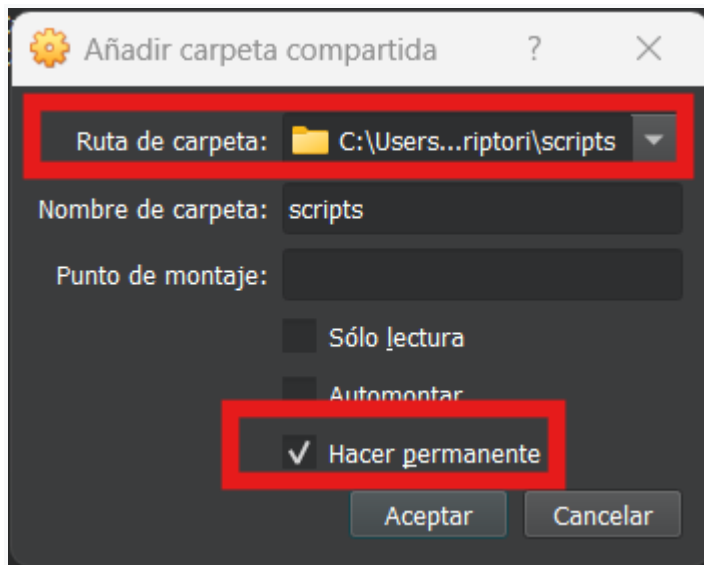 Añadir carpeta compartida ?
Ruta de carpeta: C:\Users...riptori\scripts
Nombre de carpeta: scripts
Punto de montaje:
Sólo lectura
Automontar
Hacer permanente
Aceptar Cancelar